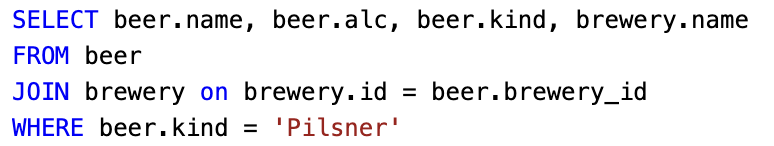 SELECT beer.name, beer.alc, beer.kind, brewery.name
FROM beer
JOIN brewery on brewery.id = beer.brewery_id
WHERE beer.kind = 'Pilsner'